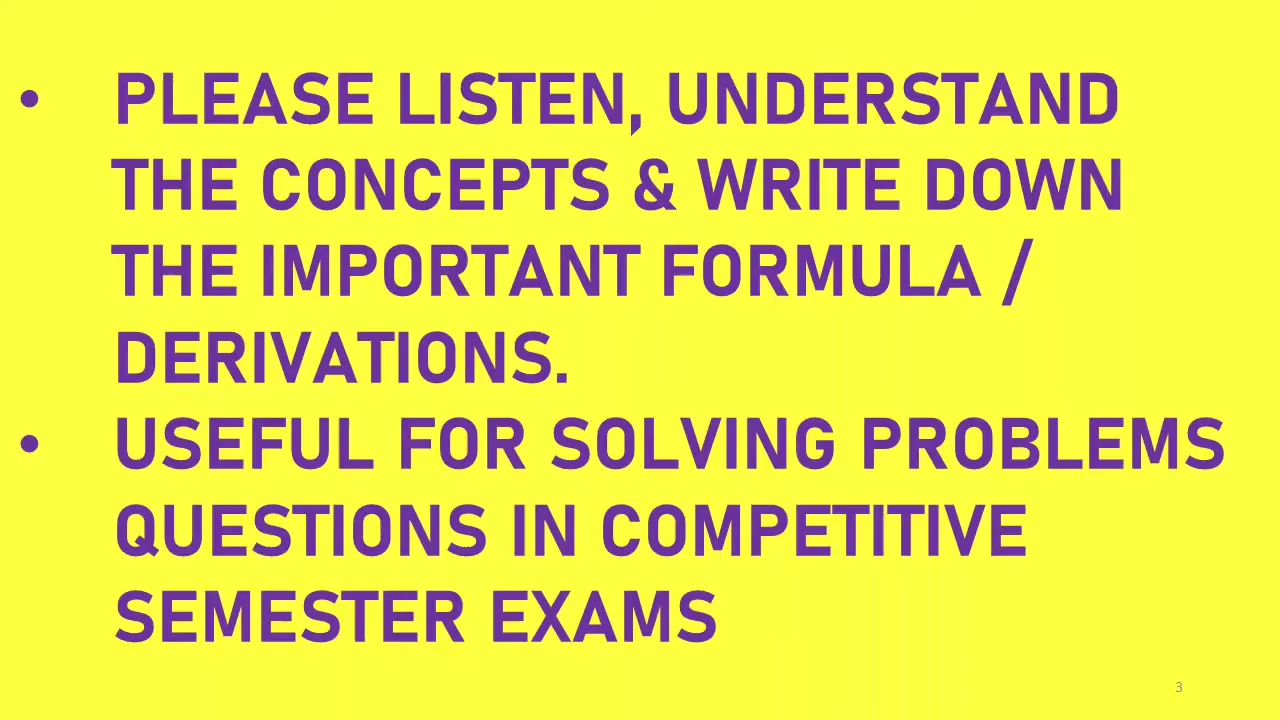 • PLEASE LISTEN, UNDERSTAND
THE CONCEPTS & WRITE DOWN
THE IMPORTANT FORMULA /
DERIVATIONS.
• USEFUL FOR SOLVING PROBLEMS
QUESTIONS IN COMPETITIVE
SEMESTER EXAMS
3